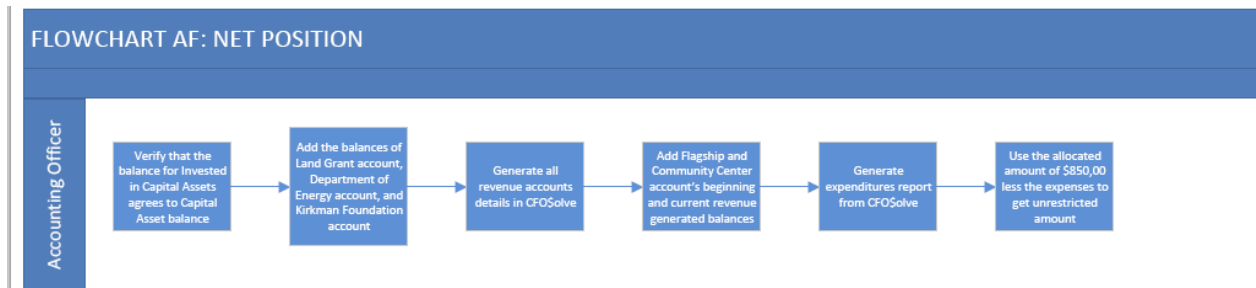 FLOWCHART AF: NET POSITION
Accounting Officer
Verify that the
balance for Invested
in Capital Assets
agrees to Capital
Asset balance
Add the balances of
Land Grant account,
Department of
Energy account, and
Kirkman Foundation
account
Generate all
revenue accounts
details in CFO$olve
Add Flagship and
Community Center
account's beginning
and current revenue
generated balances
Generate
expenditures report
from CFO$olve
Use the allocated
amount of $850,00
less the expenses to
get unrestricted
amount